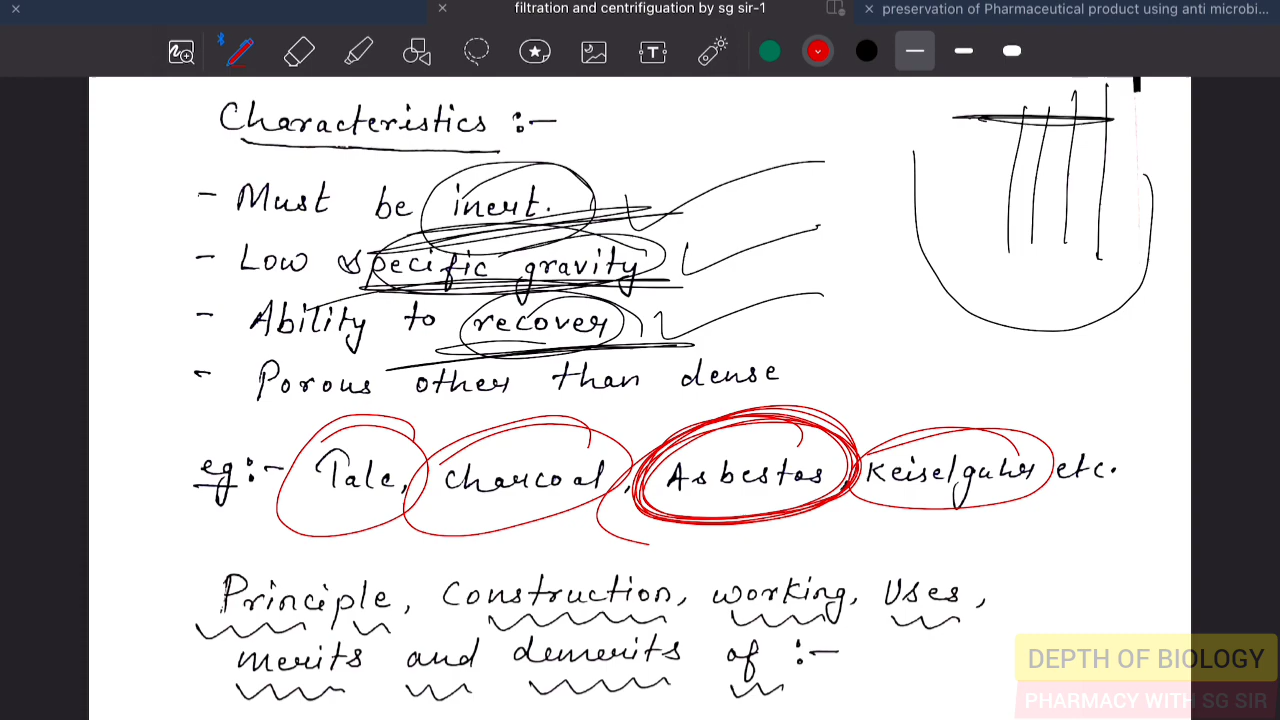 filtration and centrifiguation by sg sir-1
preservation of Pharmaceutical product using anti microbi...
T
Characteristics :-
- Must be inert.
- Low specific gravity
- Ability to recover
- Porous other than dense
eg:- Talc, Charcoal, Asbestos, Keiselguhr etc.
Principle, Construction, working, Uses,
merits and demerits of :-
DEPTH OF BIOLOGY
PHARMACY WITH SG SIR